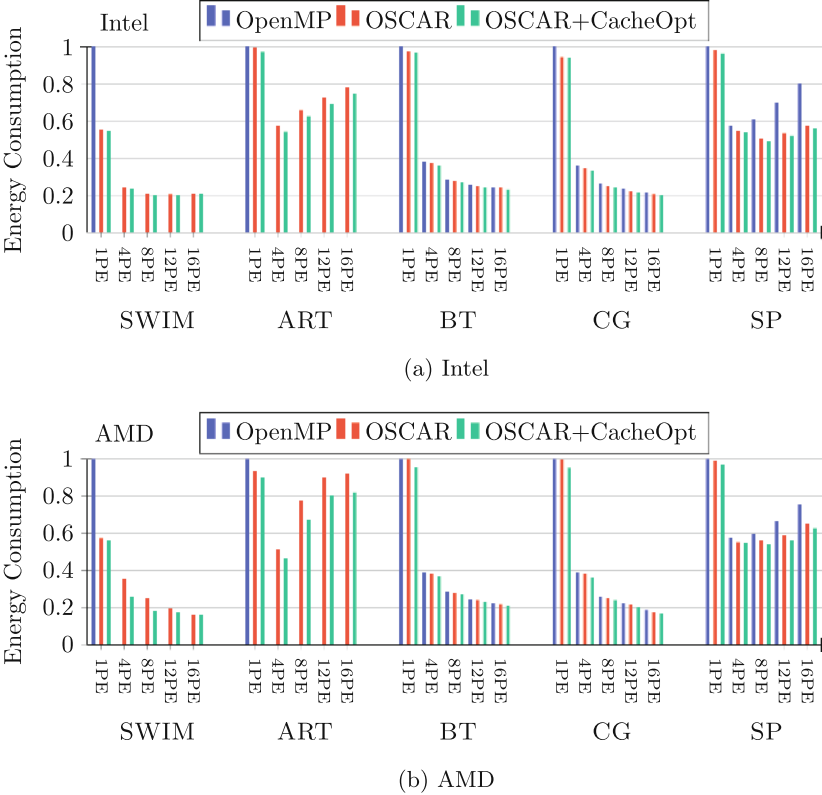 Intel
OpenMP OSCAR OSCAR+CacheOpt
Energy Consumption
1
0.8
0.6
0.4
0.2
0
1PE 4PE 8PE 12PE 16PE 1PE 4PE 8PE 12PE 16PE 1PE 4PE 8PE 12PE 16PE 1PE 4PE 8PE 12PE 16PE 1PE 4PE 8PE 12PE 16PE
SWIM ART BT CG SP
(a) Intel
AMD
OpenMP OSCAR OSCAR+CacheOpt
Energy Consumption
1
0.8
0.6
0.4
0.2
0
1PE 4PE 8PE 12PE 16PE 1PE 4PE 8PE 12PE 16PE 1PE 4PE 8PE 12PE 16PE 1PE 4PE 8PE 12PE 16PE 1PE 4PE 8PE 12PE 16PE
SWIM ART BT CG SP
(b) AMD